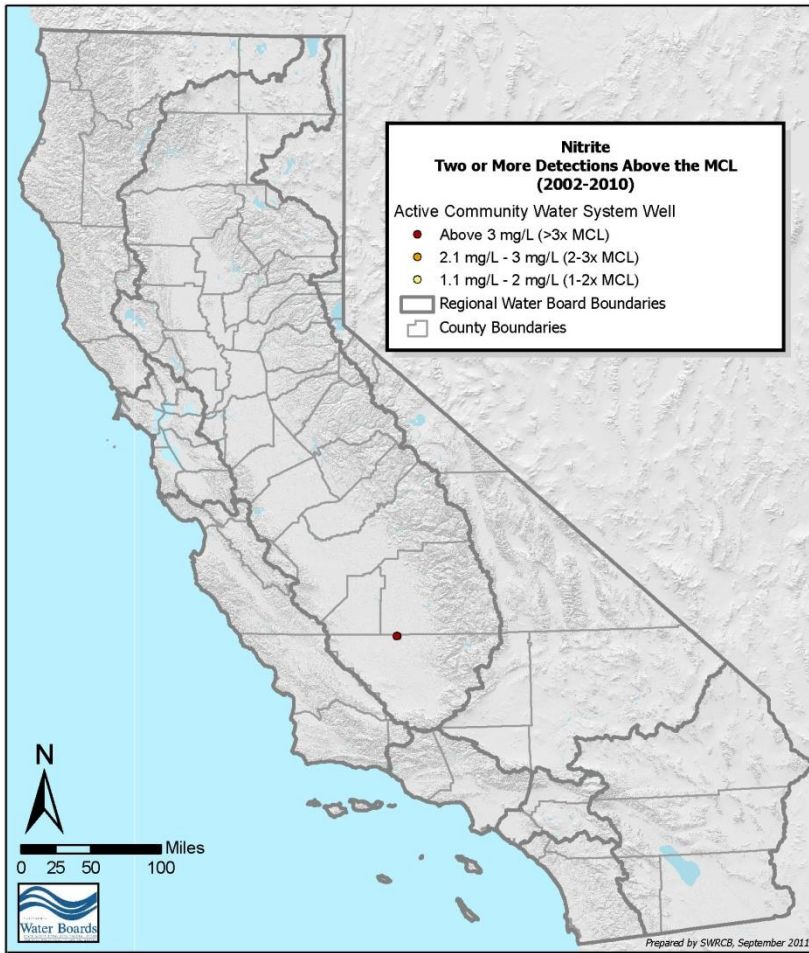 Nitrite
Two or More Detections Above the MCL
(2002-2010)
Active Community Water System Well
Above 3 mg/L (>3x MCL)
2.1 mg/L - 3 mg/L (2-3x MCL)
1.1 mg/L - 2 mg/L (1-2x MCL)
Regional Water Board Boundaries
County Boundaries
N
Miles
0 25 50 100
Water Boards
Prepared by SWRCB, September 2011